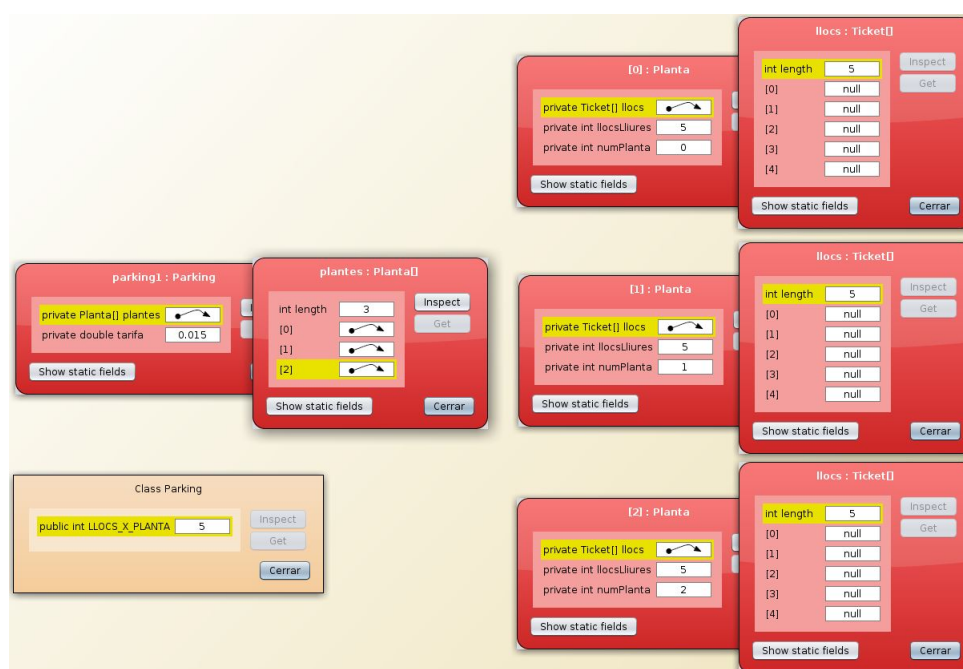 parking1 : Parking
private Planta[] plantes
private double tarifa 0.015
Show static fields
plantes : Planta[]
int length 3
[0]
[1]
[2]
Inspect
Get
Show static fields
Cerrar
Class Parking
public int LLOCS_X_PLANTA 5
Inspect
Get
Cerrar
[0] : Planta
private Ticket[] llocs
private int llocsLliures 5
private int numPlanta 0
Show static fields
llocs : Ticket[]
int length 5
[0] null
[1] null
[2] null
[3] null
[4] null
Inspect
Get
Show static fields
Cerrar
[1] : Planta
private Ticket[] llocs
private int llocsLliures 5
private int numPlanta 1
Show static fields
llocs : Ticket[]
int length 5
[0] null
[1] null
[2] null
[3] null
[4] null
Inspect
Get
Show static fields
Cerrar
[2] : Planta
private Ticket[] llocs
private int llocsLliures 5
private int numPlanta 2
Show static fields
llocs : Ticket[]
int length 5
[0] null
[1] null
[2] null
[3] null
[4] null
Inspect
Get
Show static fields
Cerrar